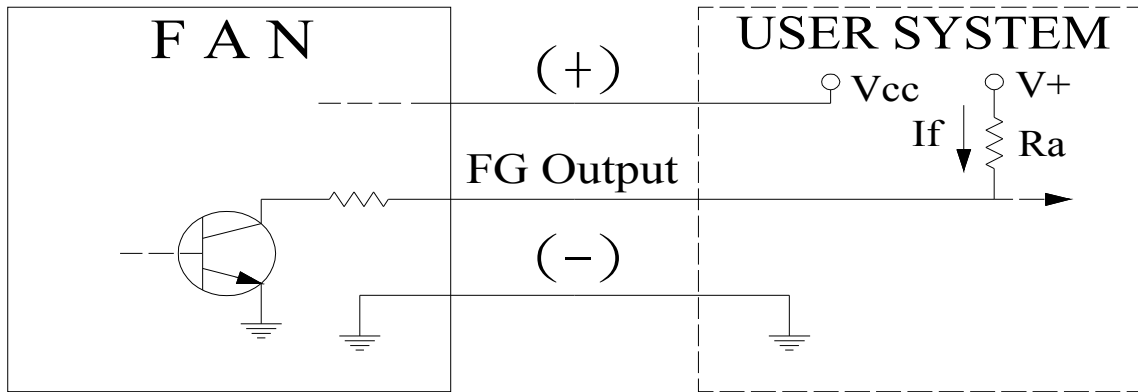 F A N
USER SYSTEM
(+)
Vcc
V+
If
Ra
FG Output
(-)